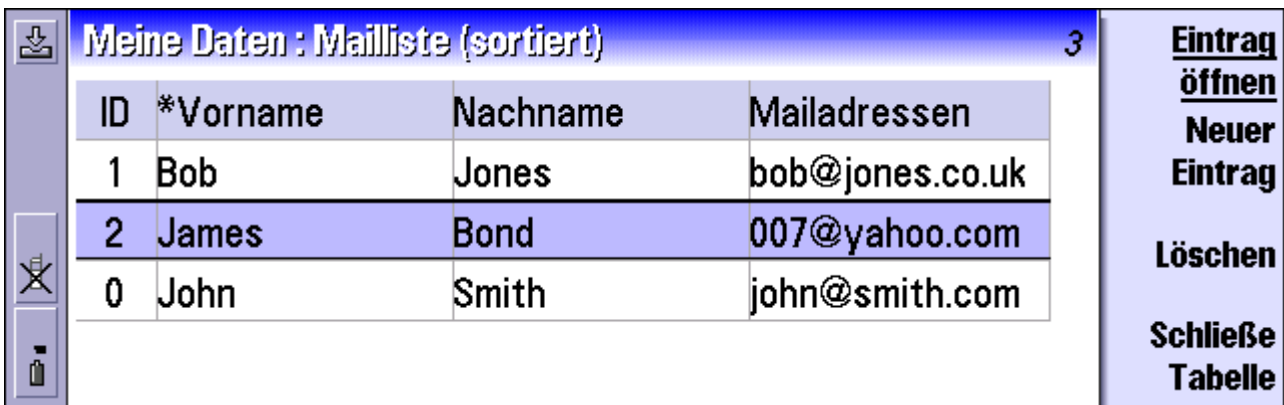 Meine Daten : Mailliste (sortiert) 3
ID *Vorname Nachname Mailadressen
1 Bob Jones bob@jones.co.uk
2 James Bond 007@yahoo.com
0 John Smith john@smith.com
Eintrag
öffnen
Neuer
Eintrag
Löschen
Schließe
Tabelle